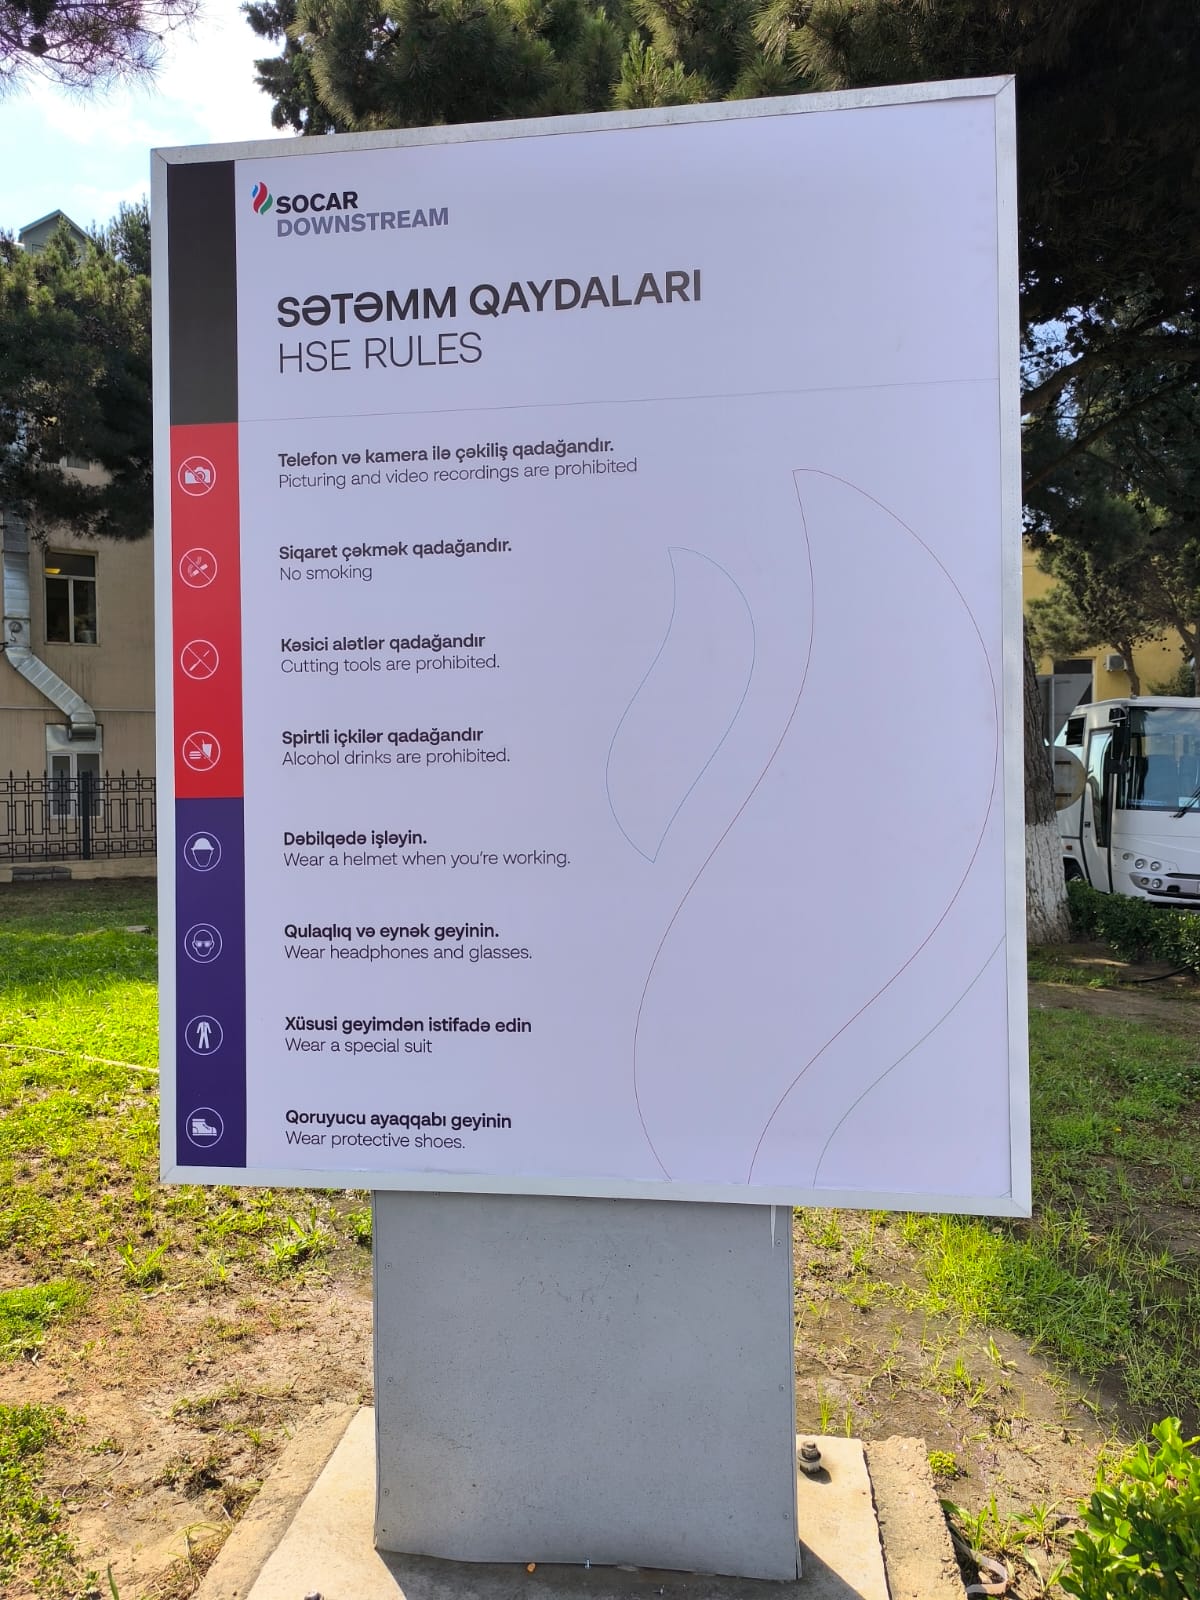 SOCAR
DOWNSTREAM
SƏTƏMM QAYDALARI
HSE RULES
Telefon və kamera ilə çəkiliş qadağandır.
Picturing and video recordings are prohibited
Siqaret çəkmək qadağandır.
No smoking
Kəsici alətlər qadağandır
Cutting tools are prohibited.
Spirtli içkilər qadağandır
Alcohol drinks are prohibited.
Dəbilqədə işləyin.
Wear a helmet when you're working.
Qulaqlıq və eynək geyinin.
Wear headphones and glasses.
Xüsusi geyimdən istifadə edin
Wear a special suit
Qoruyucu ayaqqabı geyinin
Wear protective shoes.